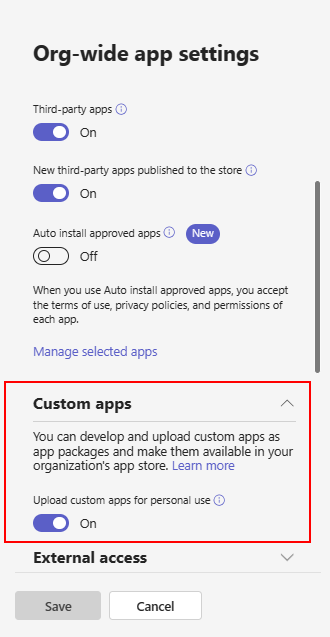 Org-wide app settings
Third-party apps
On
New third-party apps published to the store
On
Auto install approved apps New
Off
When you use Auto install approved apps, you accept
the terms of use, privacy policies, and permissions of
each app.
Manage selected apps
Custom apps
You can develop and upload custom apps as
app packages and make them available in your
organization's app store. Learn more
Upload custom apps for personal use
On
External access
Save Cancel